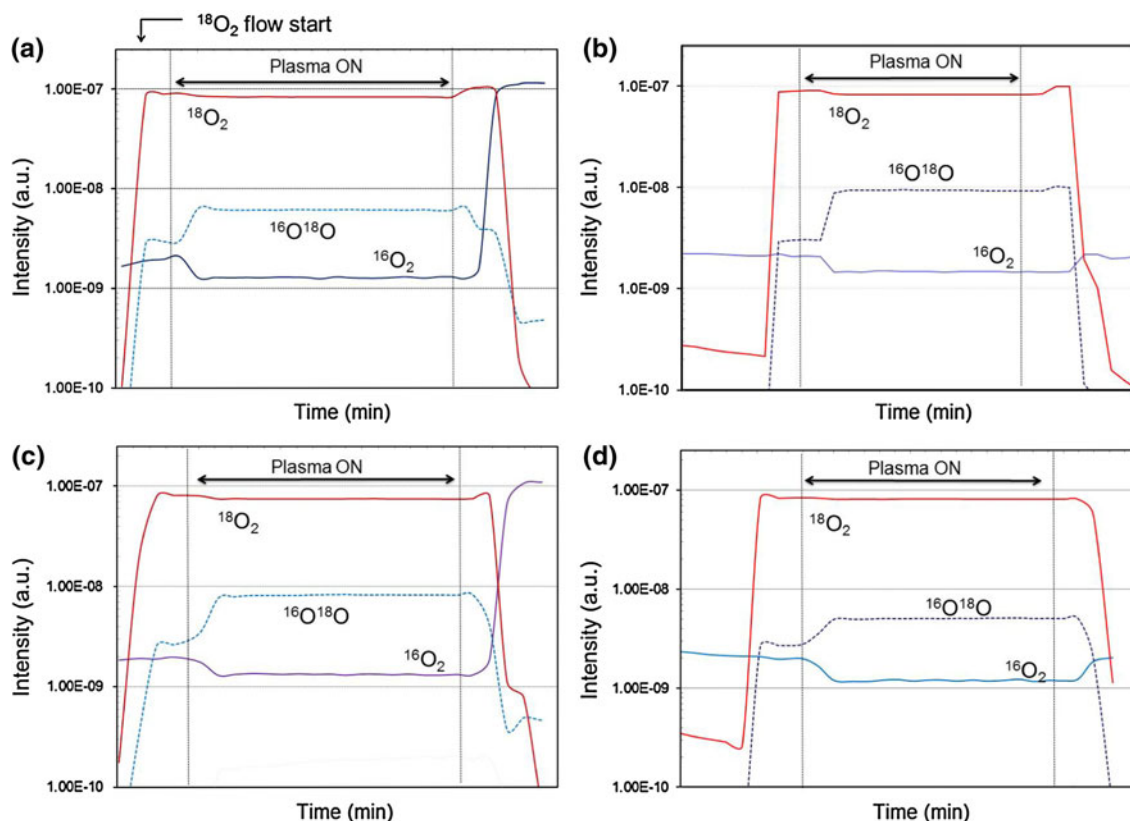 ¹⁸O₂ flow start
(a)
Plasma ON
¹⁸O₂
¹⁶O¹⁸O
¹⁶O₂
1.00E-07
1.00E-08
1.00E-09
1.00E-10
Intensity (a.u.)
Time (min)
(b)
Plasma ON
¹⁸O₂
¹⁶O¹⁸O
¹⁶O₂
1.0E-07
1.0E-08
1.0E-09
1.0E-10
Intensity (a.u.)
Time (min)
(c)
Plasma ON
¹⁸O₂
¹⁶O¹⁸O
¹⁶O₂
1.00E-07
1.00E-08
1.00E-09
1.00E-10
Intensity (a.u.)
Time (min)
(d)
Plasma ON
¹⁸O₂
¹⁶O¹⁸O
¹⁶O₂
1.00E-07
1.00E-08
1.00E-09
1.00E-10
Intensity (a.u.)
Time (min)